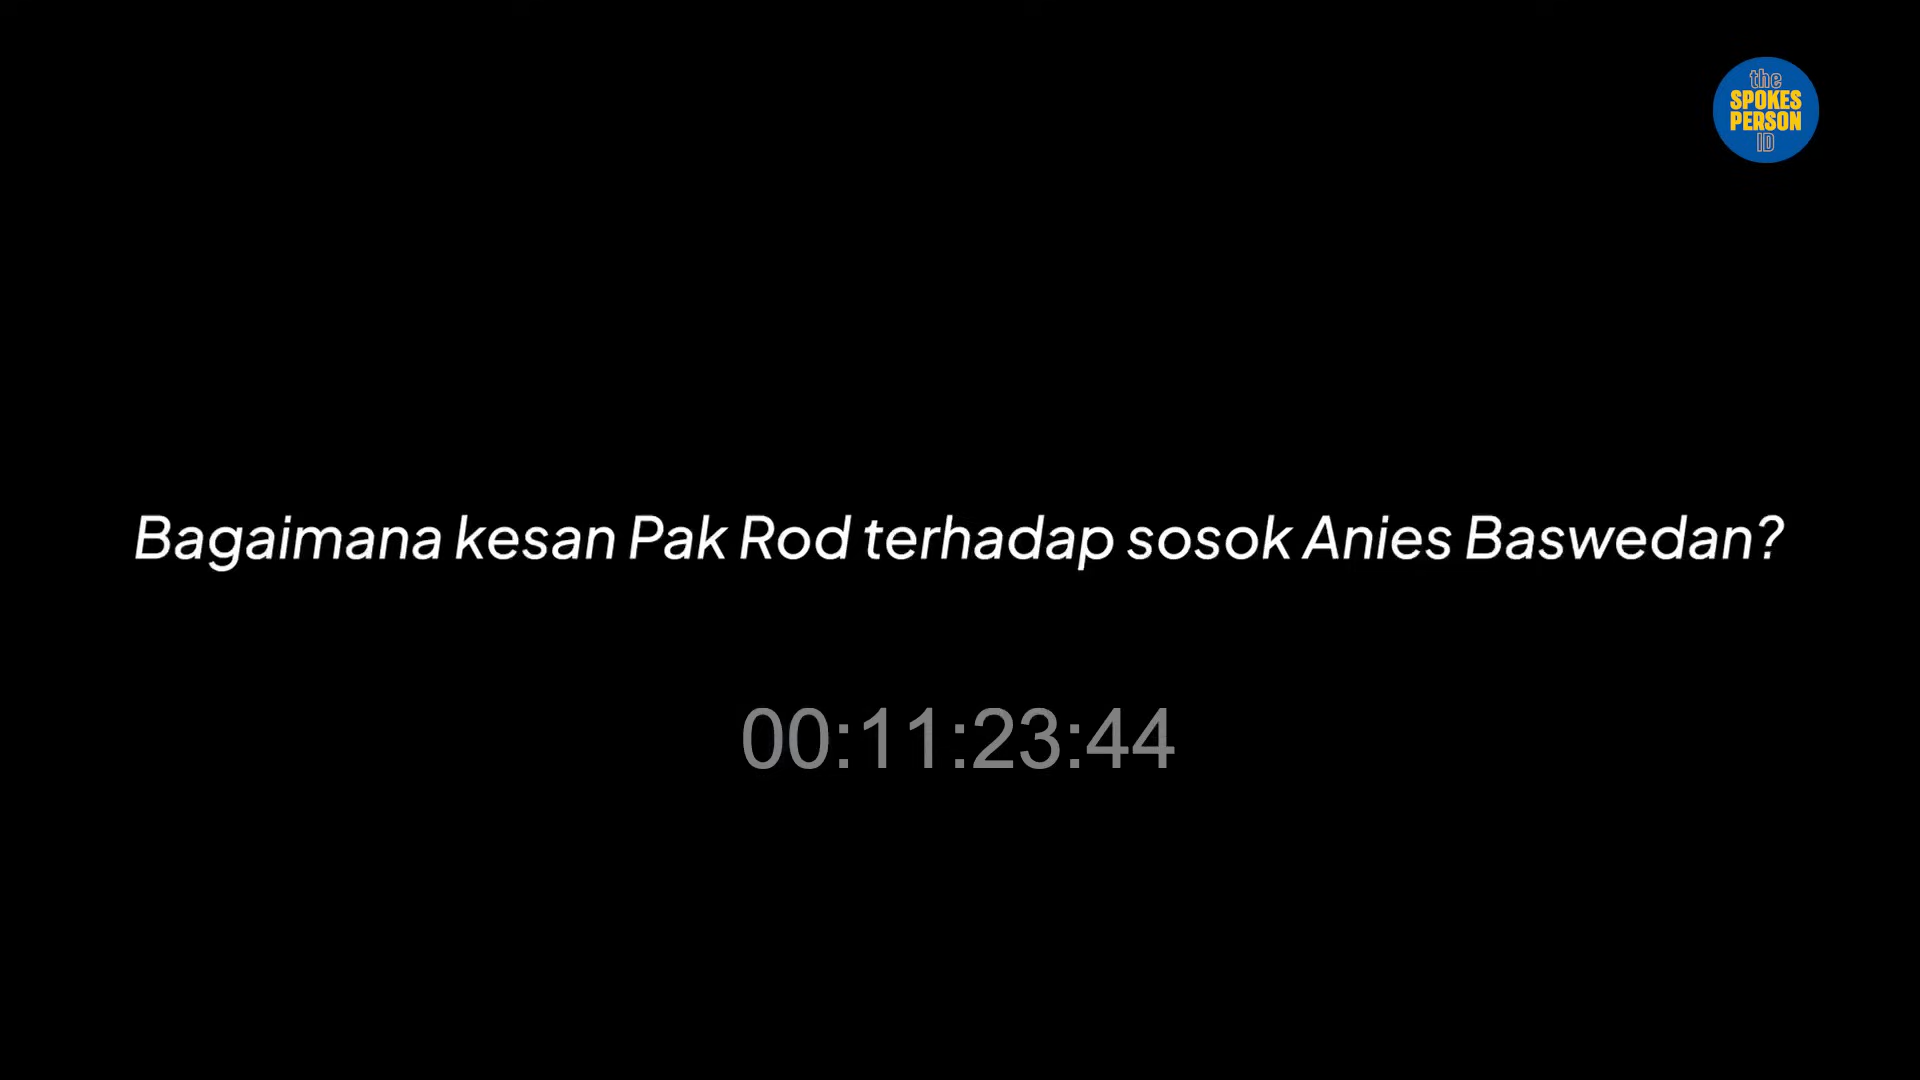 the
SPOKES
PERSON
ID
Bagaimana kesan Pak Rod terhadap sosok Anies Baswedan?
00:11:23:44